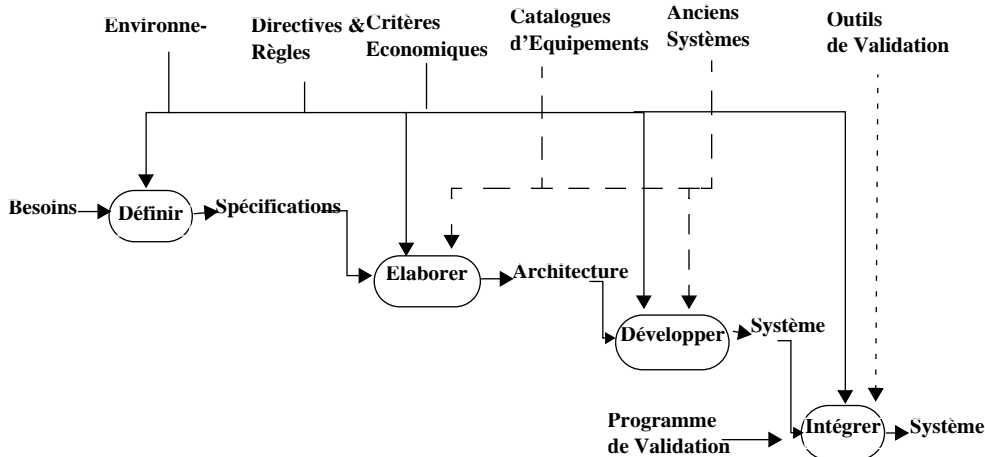 Environne-
Directives &
Règles
Critères
Economiques
Catalogues
d'Equipements
Anciens
Systèmes
Outils
de Validation
Besoins
Définir
Spécifications
Elaborer
Architecture
Développer
Système
Programme
de Validation
Intégrer
Système